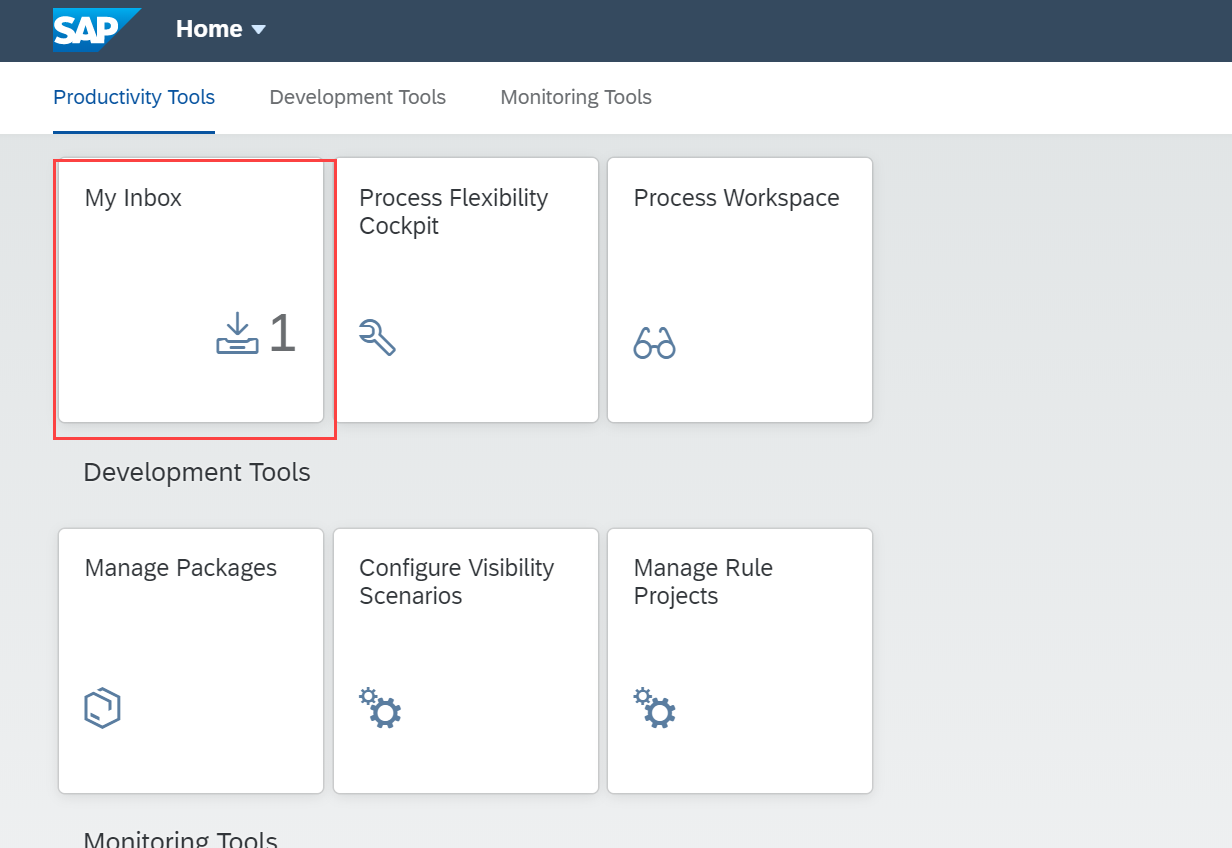 SAP
Home
Productivity Tools
Development Tools
Monitoring Tools
My Inbox
1
Process Flexibility
Cockpit
Process Workspace
Development Tools
Manage Packages
Configure Visibility
Scenarios
Manage Rule
Projects
Monitoring Tools